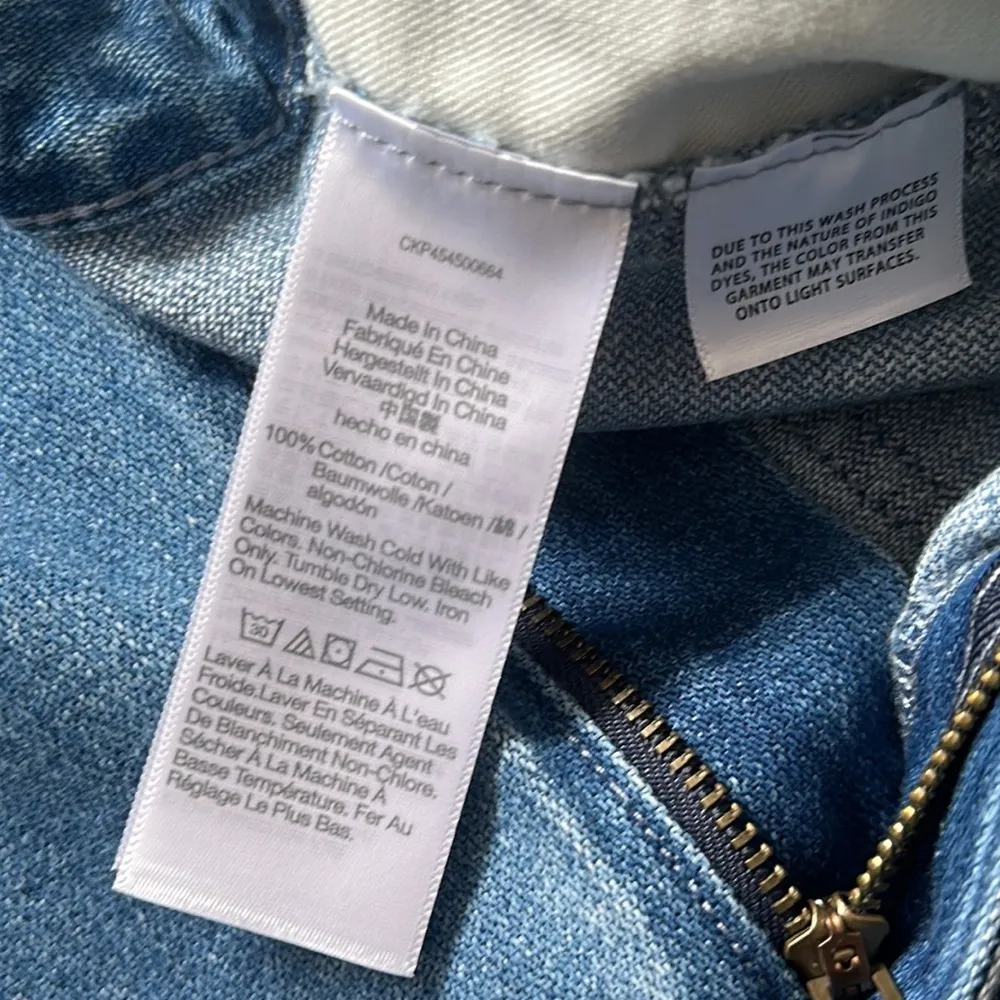 CKP454500664
Made In China
Fabriqué En Chine
Hergestellt In China
Vervaardigd In China
中国製
hecho en china
100% Cotton /Coton /
Baumwolle /Katoen /綿 /
algodón
Machine Wash Cold With Like
Colors. Non-Chlorine Bleach
Only. Tumble Dry Low. Iron
On Lowest Setting.
30
Laver À La Machine À L'eau
Froide.Laver En Séparant Les
Couleurs. Seulement Agent
De Blanchiment Non-Chlore.
Sécher À La Machine À
Basse Température. Fer Au
Réglage Le Plus Bas.
DUE TO THIS WASH PROCESS
AND THE NATURE OF INDIGO
DYES, THE COLOR FROM THIS
GARMENT MAY TRANSFER
ONTO LIGHT SURFACES.